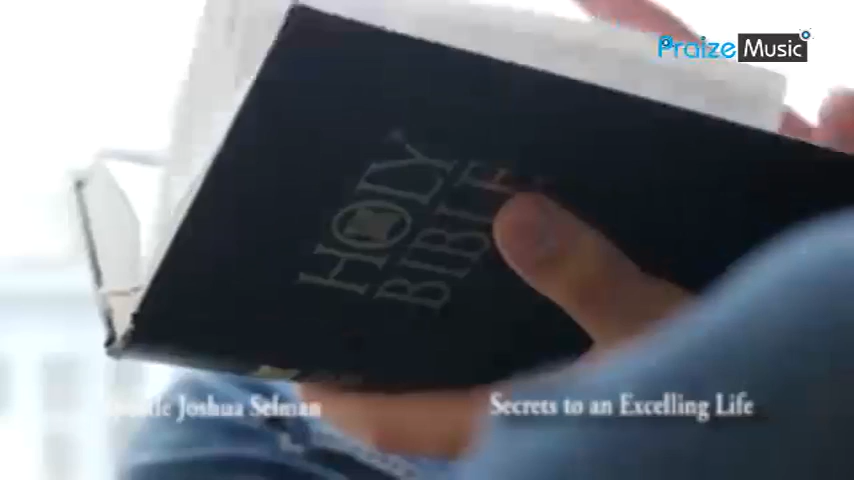 Praize Music
HOLY
BIBLE
Joshua Selman
Secrets to an Excelling Life